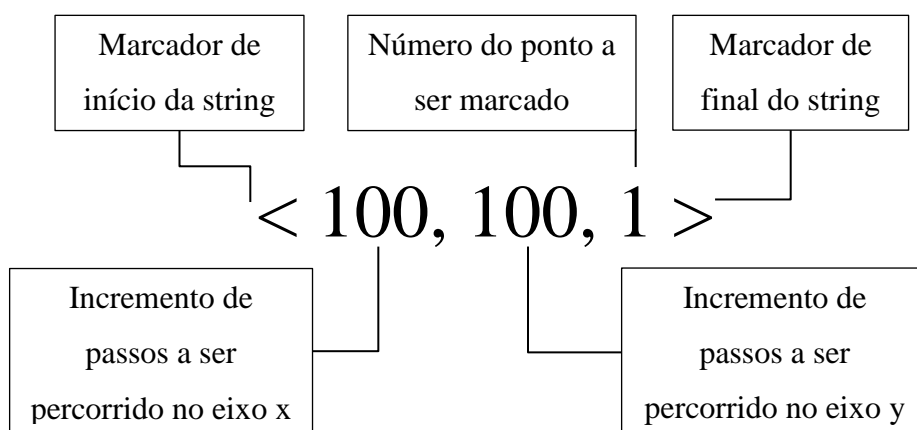 Marcador de
início da string
Número do ponto a
ser marcado
Marcador de
final do string
< 100, 100, 1 >
Incremento de
passos a ser
percorrido no eixo x
Incremento de
passos a ser
percorrido no eixo y